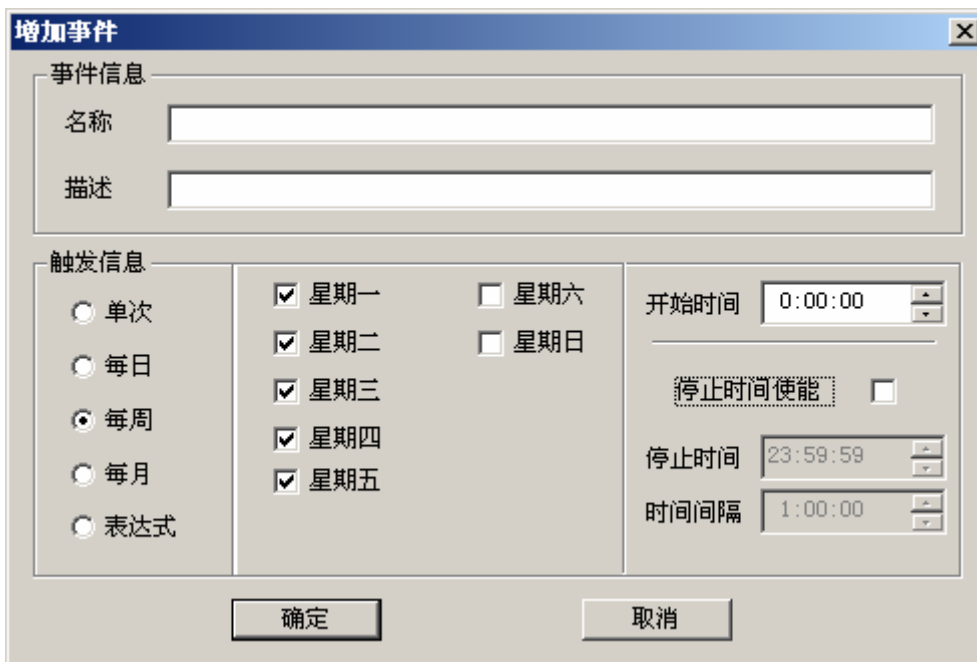 增加事件
事件信息
名称
描述
触发信息
单次
每日
每周
每月
表达式
星期一
星期二
星期三
星期四
星期五
星期六
星期日
开始时间 0:00:00
停止时间使能
停止时间 23:59:59
时间间隔 1:00:00
确定 取消